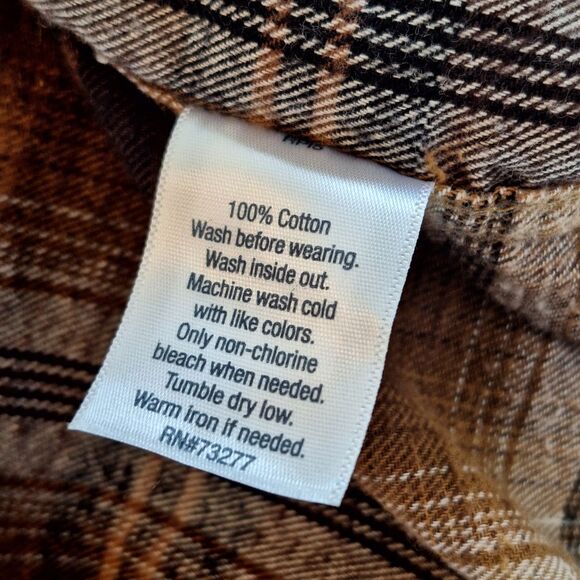 100% Cotton
Wash before wearing.
Wash inside out.
Machine wash cold
with like colors.
Only non-chlorine
bleach when needed.
Tumble dry low.
Warm iron if needed.
RN#73277